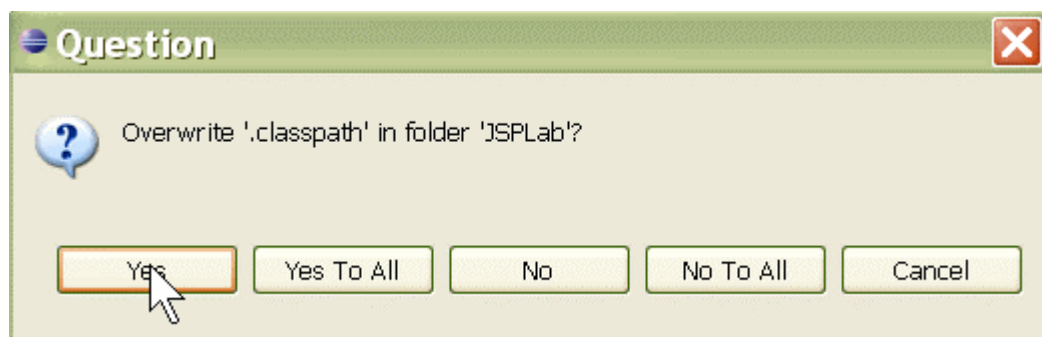 Question
Overwrite '.classpath' in folder 'JSPLab'?
Yes Yes To All No No To All Cancel